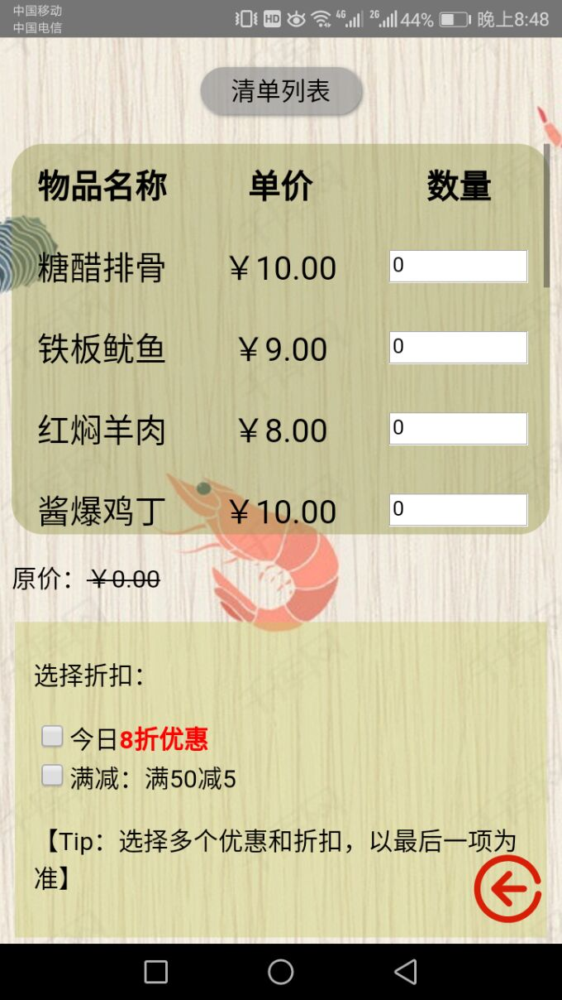 中国移动
中国电信
HD 4G 2G 44% 晚上8:48
清单列表
物品名称 单价 数量
糖醋排骨 ￥10.00 0
铁板鱿鱼 ￥9.00 0
红焖羊肉 ￥8.00 0
酱爆鸡丁 ￥10.00 0
原价：￥0.00
选择折扣：
今日8折优惠
满减：满50减5
【Tip：选择多个优惠和折扣，以最后一项为
准】